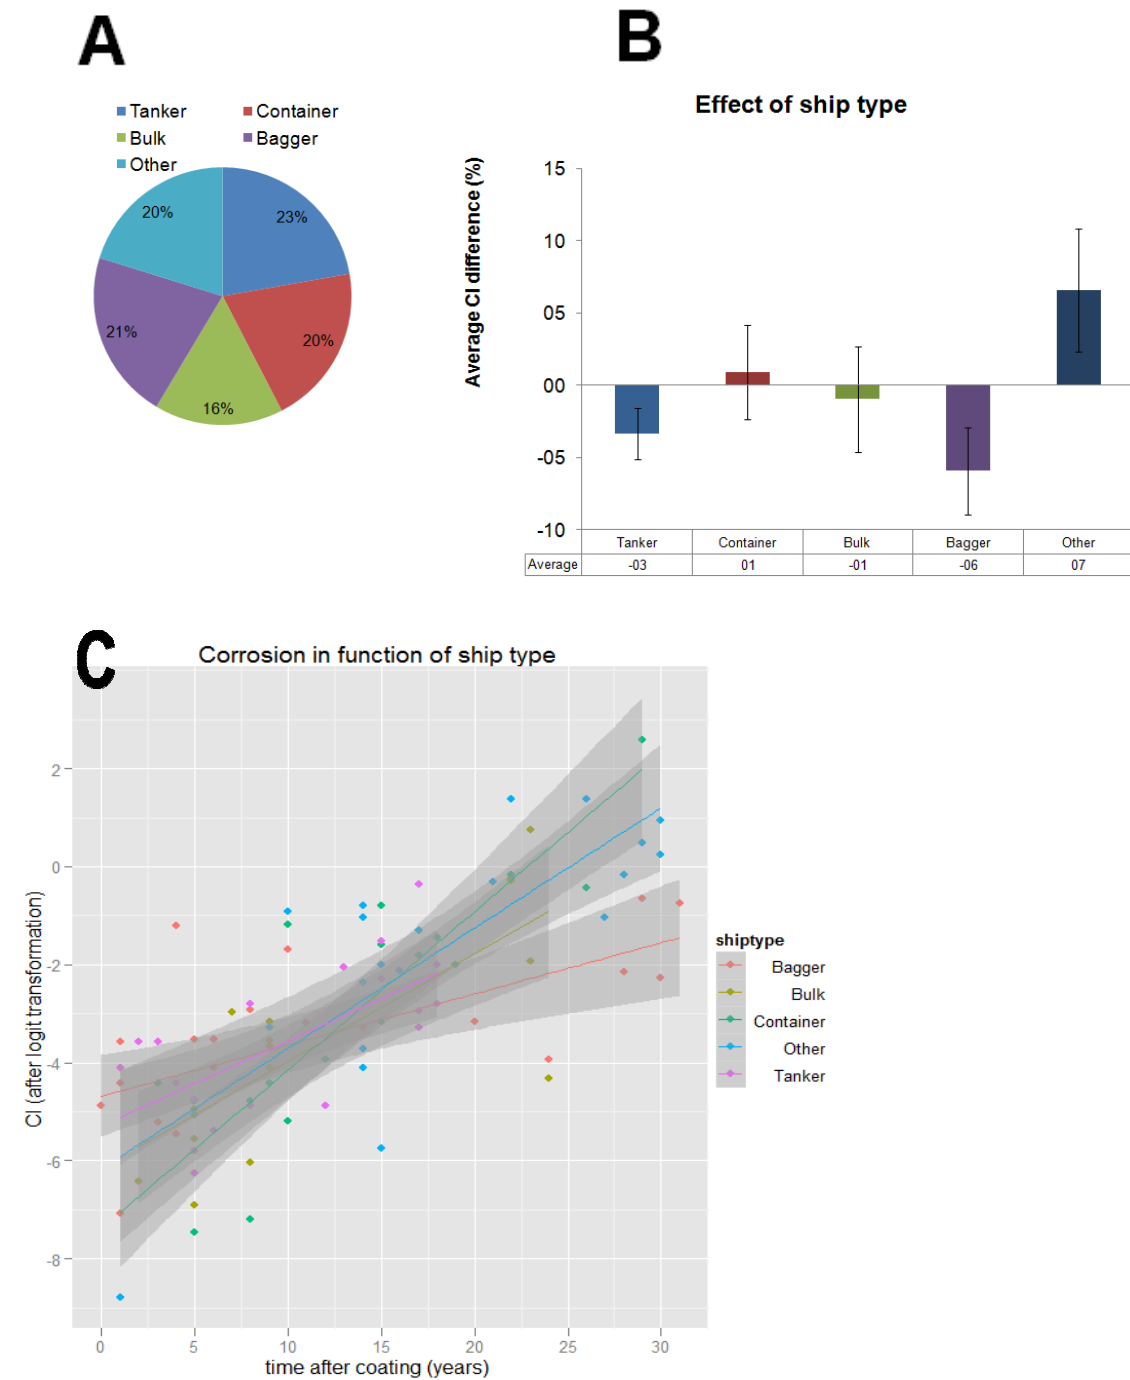 A
Tanker Container
Bulk Bagger
Other
20% 23%
21% 20%
16%
B
Effect of ship type
Average CI difference (%)
15
10
05
00
-05
-10
Tanker Container Bulk Bagger Other
Average -03 01 -01 -06 07
C
Corrosion in function of ship type
CI (after logit transformation)
2
0
-2
-4
-6
-8
0 5 10 15 20 25 30
time after coating (years)
shiptype
Bagger
Bulk
Container
Other
Tanker